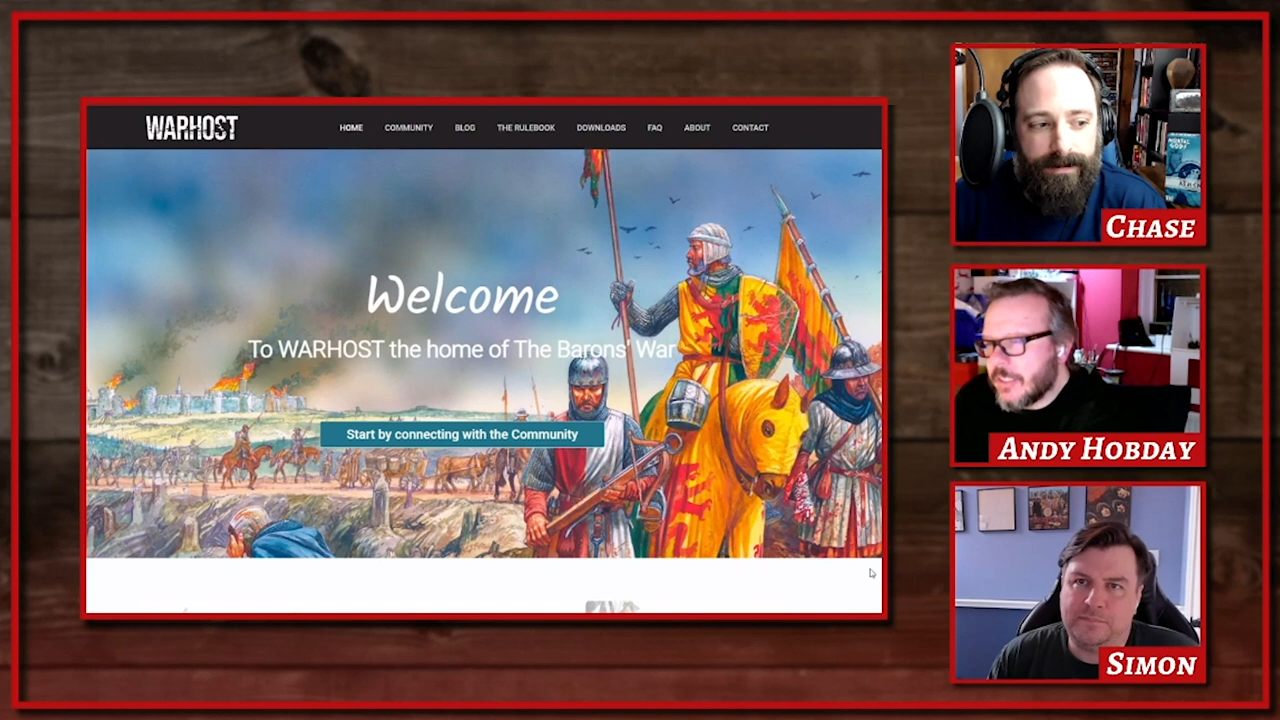 WARHOST
HOME COMMUNITY BLOG THE RULEBOOK DOWNLOADS FAQ ABOUT CONTACT
Welcome
To WARHOST the home of The Barons' War
Start by connecting with the Community
Chase
Andy Hobday
Simon